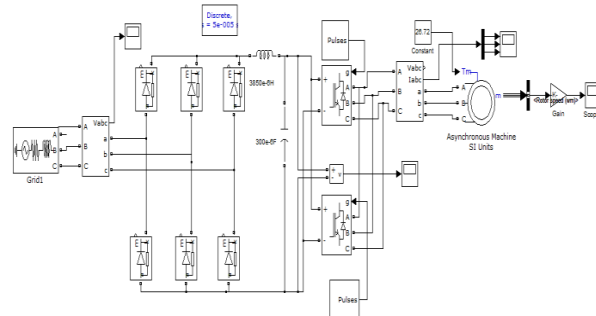 Discrete,
s = 5e-005 s
Pulses
26.72
Constant
Vabc
Iabc
A
B
C
a
b
c
Tm
m
A
B
C
<Rotor speed (wm)>
Gain
Scop
Asynchronous Machine
SI Units
3850e-6H
300e-6F
E
E
E
g
+
-
A
B
C
Grid1
A
B
C
A
B
C
Vabc
a
b
c
+
-
v
g
+
-
A
B
C
E
E
E
Pulses